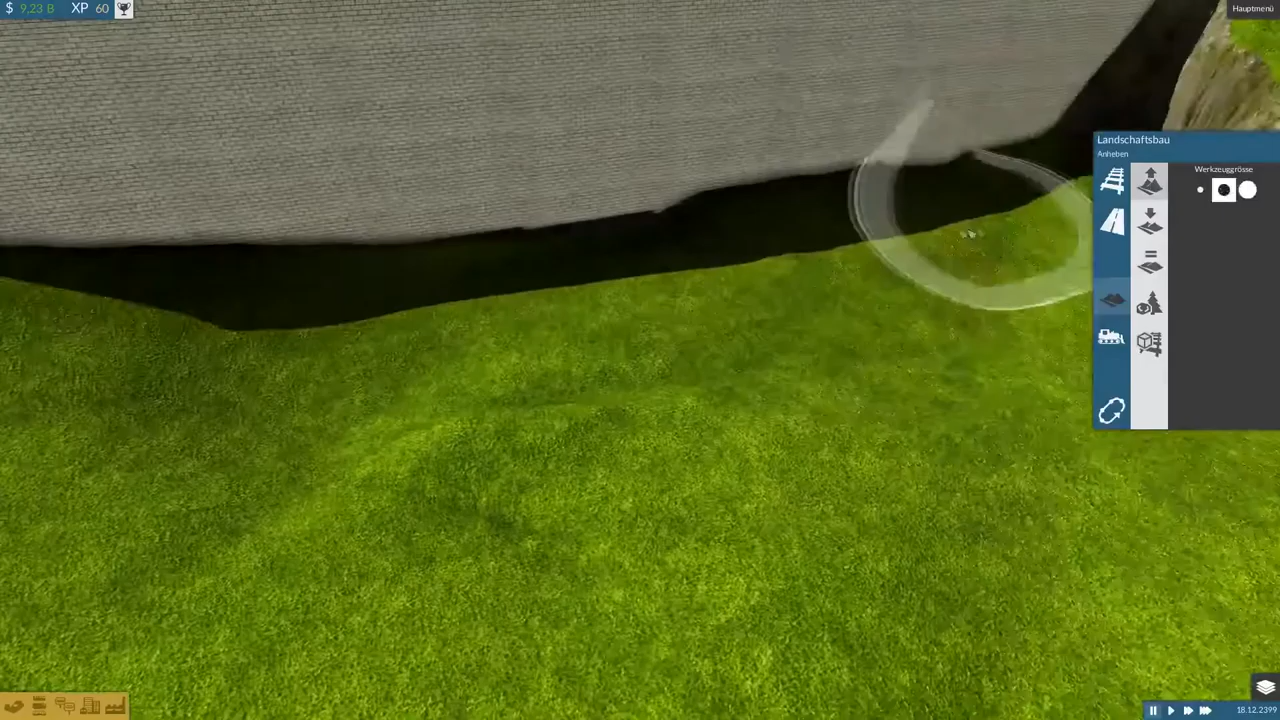 $ 9,23 B XP 60
Hauptmenü
Landschaftsbau
Anheben
Werkzeuggrösse
18.12.2399